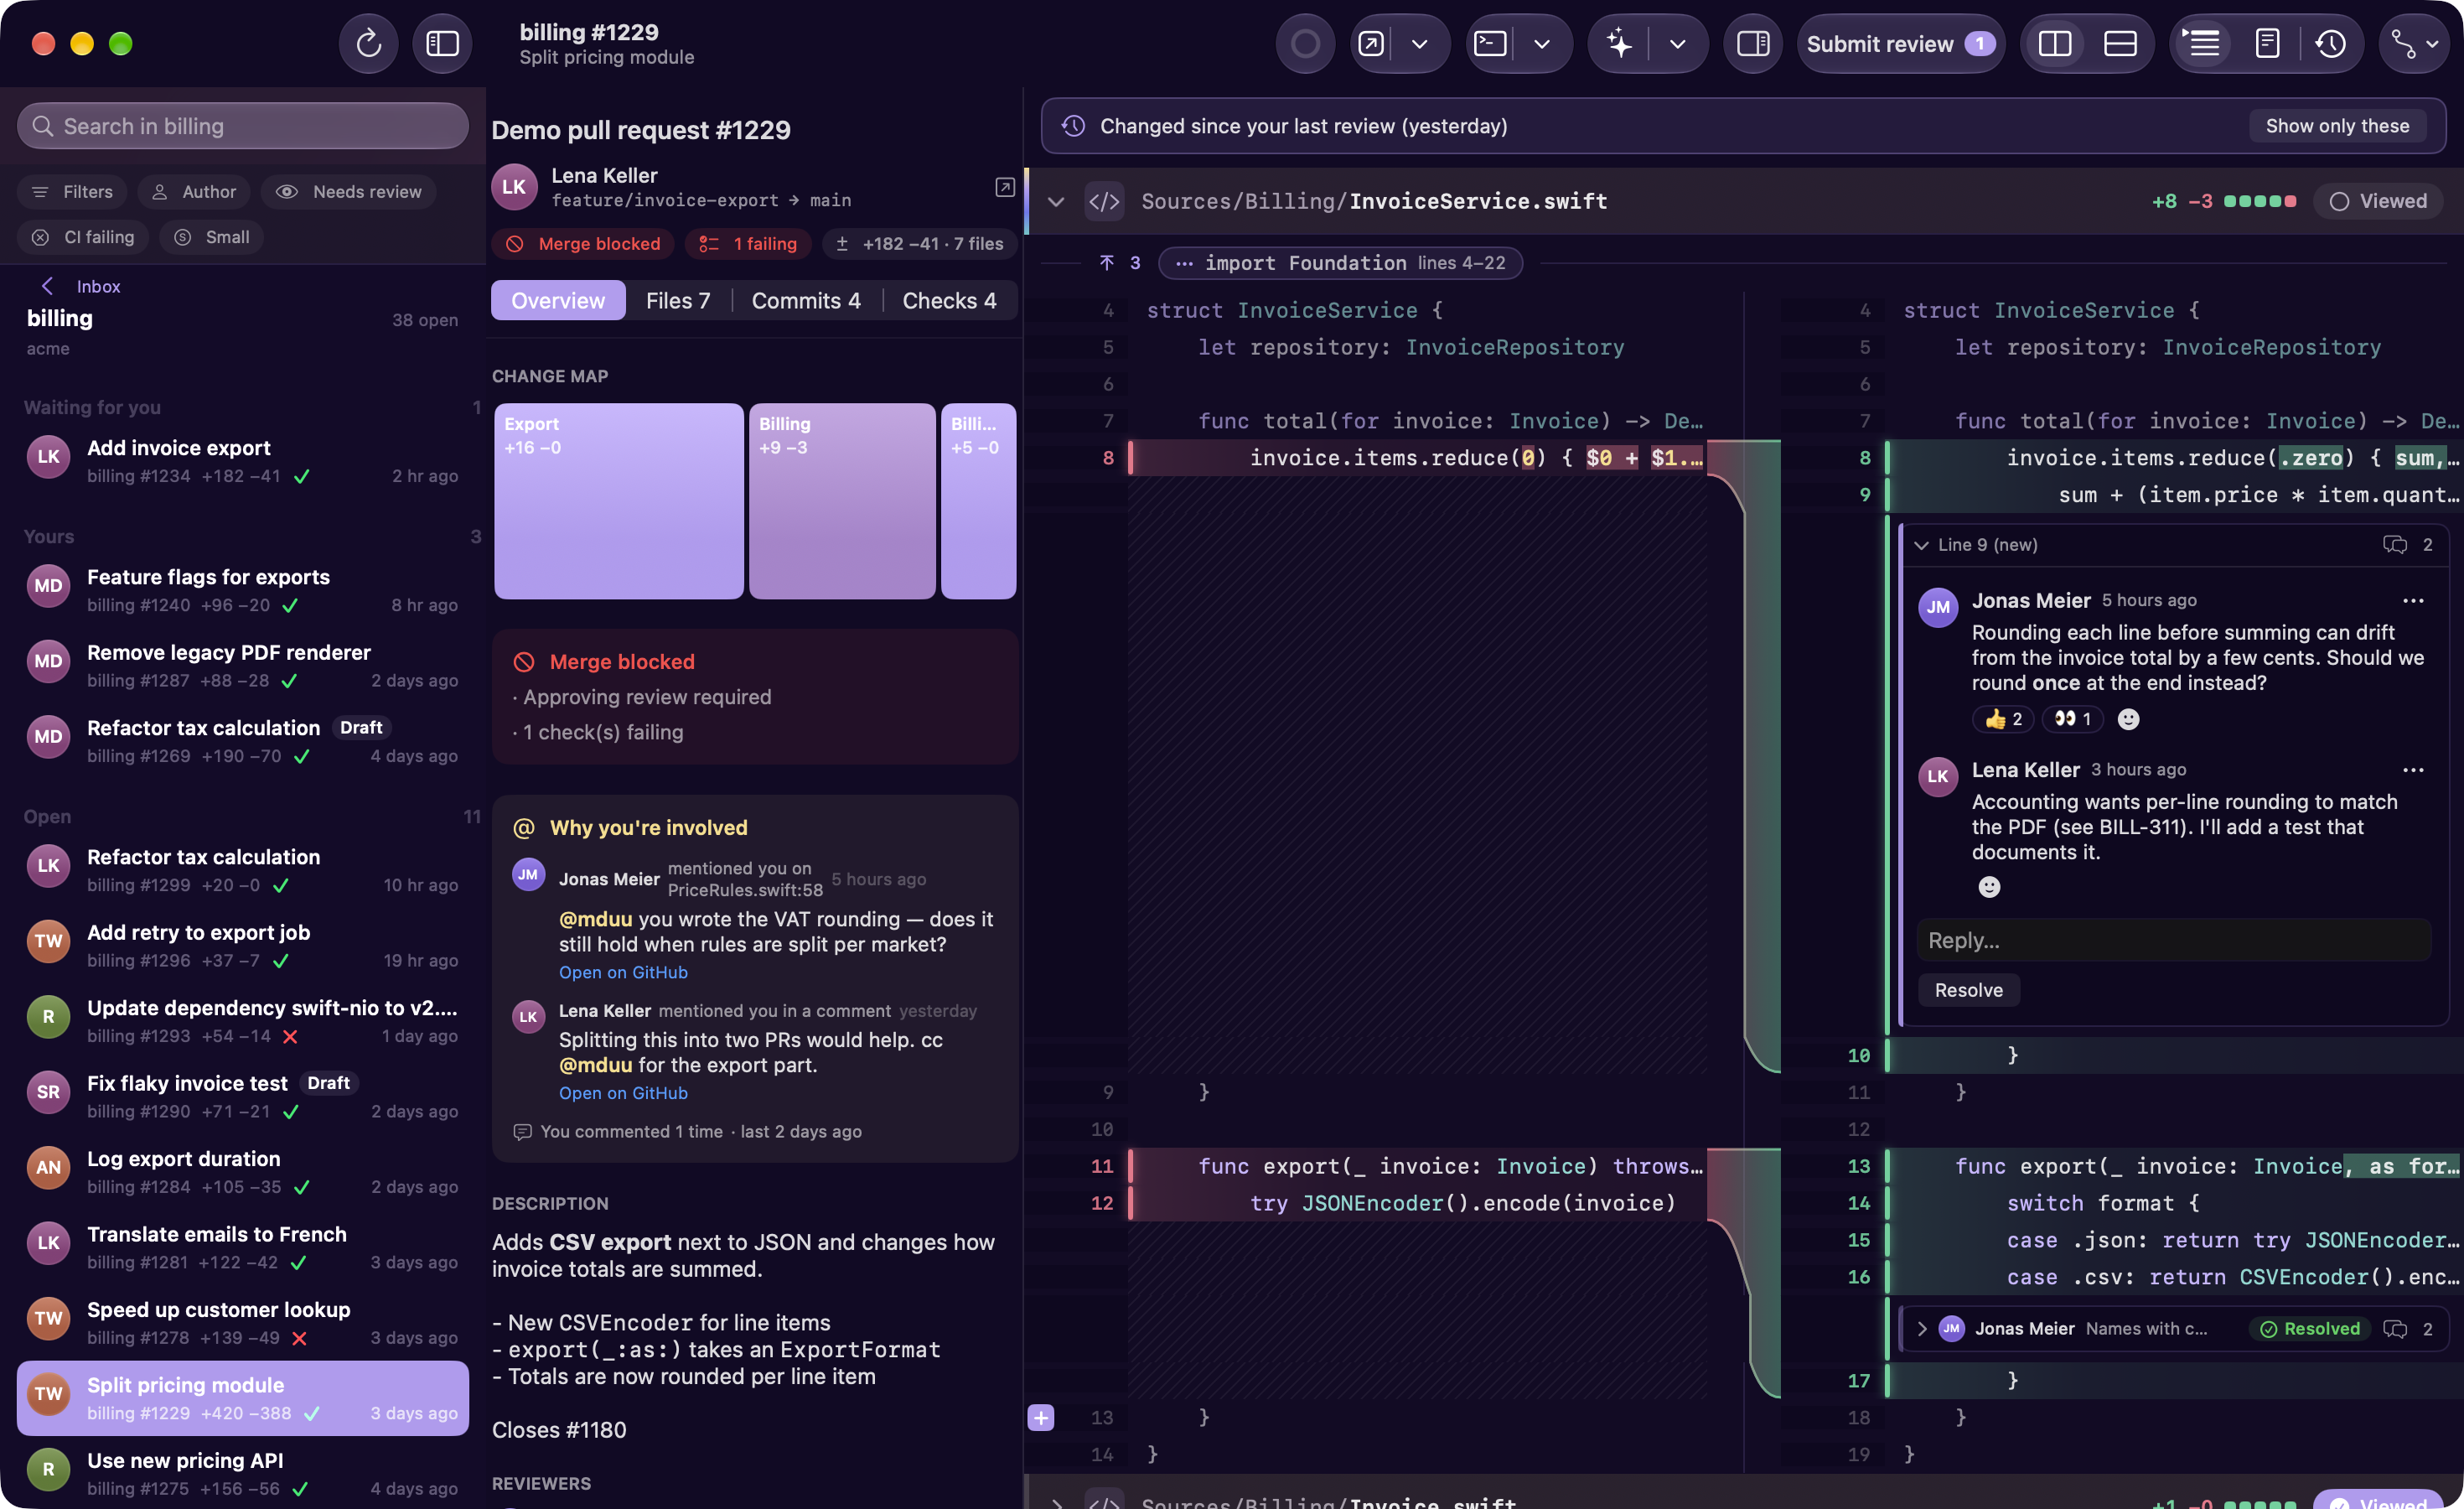 billing #1229
Split pricing module
Submit review 1
Search in billing
Filters
Author
Needs review
CI failing
Small
Inbox
billing
38 open
acme
Waiting for you 1
LK
Add invoice export
billing #1234 +182 −41 2 hr ago
Yours 3
MD
Feature flags for exports
billing #1240 +96 −20 8 hr ago
MD
Remove legacy PDF renderer
billing #1287 +88 −28 2 days ago
MD
Refactor tax calculation Draft
billing #1269 +190 −70 4 days ago
Open 11
LK
Refactor tax calculation
billing #1299 +20 −0 10 hr ago
TW
Add retry to export job
billing #1296 +37 −7 19 hr ago
R
Update dependency swift-nio to v2....
billing #1293 +54 −14 1 day ago
SR
Fix flaky invoice test Draft
billing #1290 +71 −21 2 days ago
AN
Log export duration
billing #1284 +105 −35 2 days ago
LK
Translate emails to French
billing #1281 +122 −42 3 days ago
TW
Speed up customer lookup
billing #1278 +139 −49 3 days ago
TW
Split pricing module
billing #1229 +420 −388 3 days ago
R
Use new pricing API
billing #1275 +156 −56 4 days ago
Demo pull request #1229
LK
Lena Keller
feature/invoice-export → main
Merge blocked
1 failing
± +182 −41 · 7 files
Overview
Files 7
Commits 4
Checks 4
CHANGE MAP
Export
+16 −0
Billing
+9 −3
Billi...
+5 −0
Merge blocked
· Approving review required
· 1 check(s) failing
@ Why you're involved
JM
Jonas Meier mentioned you on PriceRules.swift:58 5 hours ago
@mduu you wrote the VAT rounding — does it
still hold when rules are split per market?
Open on GitHub
LK
Lena Keller mentioned you in a comment yesterday
Splitting this into two PRs would help. cc
@mduu for the export part.
Open on GitHub
You commented 1 time · last 2 days ago
DESCRIPTION
Adds CSV export next to JSON and changes how
invoice totals are summed.
- New CSVEncoder for line items
- export(_:as:) takes an ExportFormat
- Totals are now rounded per line item
Closes #1180
REVIEWERS
Changed since your last review (yesterday)
Show only these
</> Sources/Billing/InvoiceService.swift
+8 −3
Viewed
3 ··· import Foundation lines 4–22
4 struct InvoiceService {
5 let repository: InvoiceRepository
6
7 func total(for invoice: Invoice) -> De…
8 invoice.items.reduce(0) { $0 + $1.…
9 }
10
11 func export(_ invoice: Invoice) throws…
12 try JSONEncoder().encode(invoice)
13 }
14 }
4 struct InvoiceService {
5 let repository: InvoiceRepository
6
7 func total(for invoice: Invoice) -> De…
8 invoice.items.reduce(.zero) { sum,…
9 sum + (item.price * item.quant…
Line 9 (new) 2
JM
Jonas Meier 5 hours ago
Rounding each line before summing can drift
from the invoice total by a few cents. Should we
round once at the end instead?
👍 2 👀 1
LK
Lena Keller 3 hours ago
Accounting wants per-line rounding to match
the PDF (see BILL-311). I'll add a test that
documents it.
Reply...
Resolve
10 }
11 }
12
13 func export(_ invoice: Invoice, as for…
14 switch format {
15 case .json: return try JSONEncoder…
16 case .csv: return CSVEncoder().enc…
JM Jonas Meier Names with c... Resolved 2
17 }
18 }
19 }
</> Sources/Billing/Invoice.swift
+1 −0
Viewed